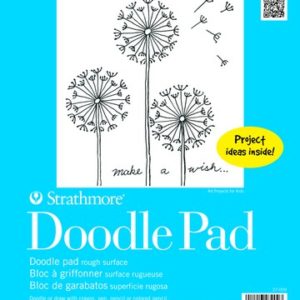 Project
ideas inside!
make a wish...
Art Projects for Kids
Strathmore
Doodle Pad
Doodle pad rough surface
Bloc à griffonner surface rugueuse
Bloc de garabatos superficie rugosa